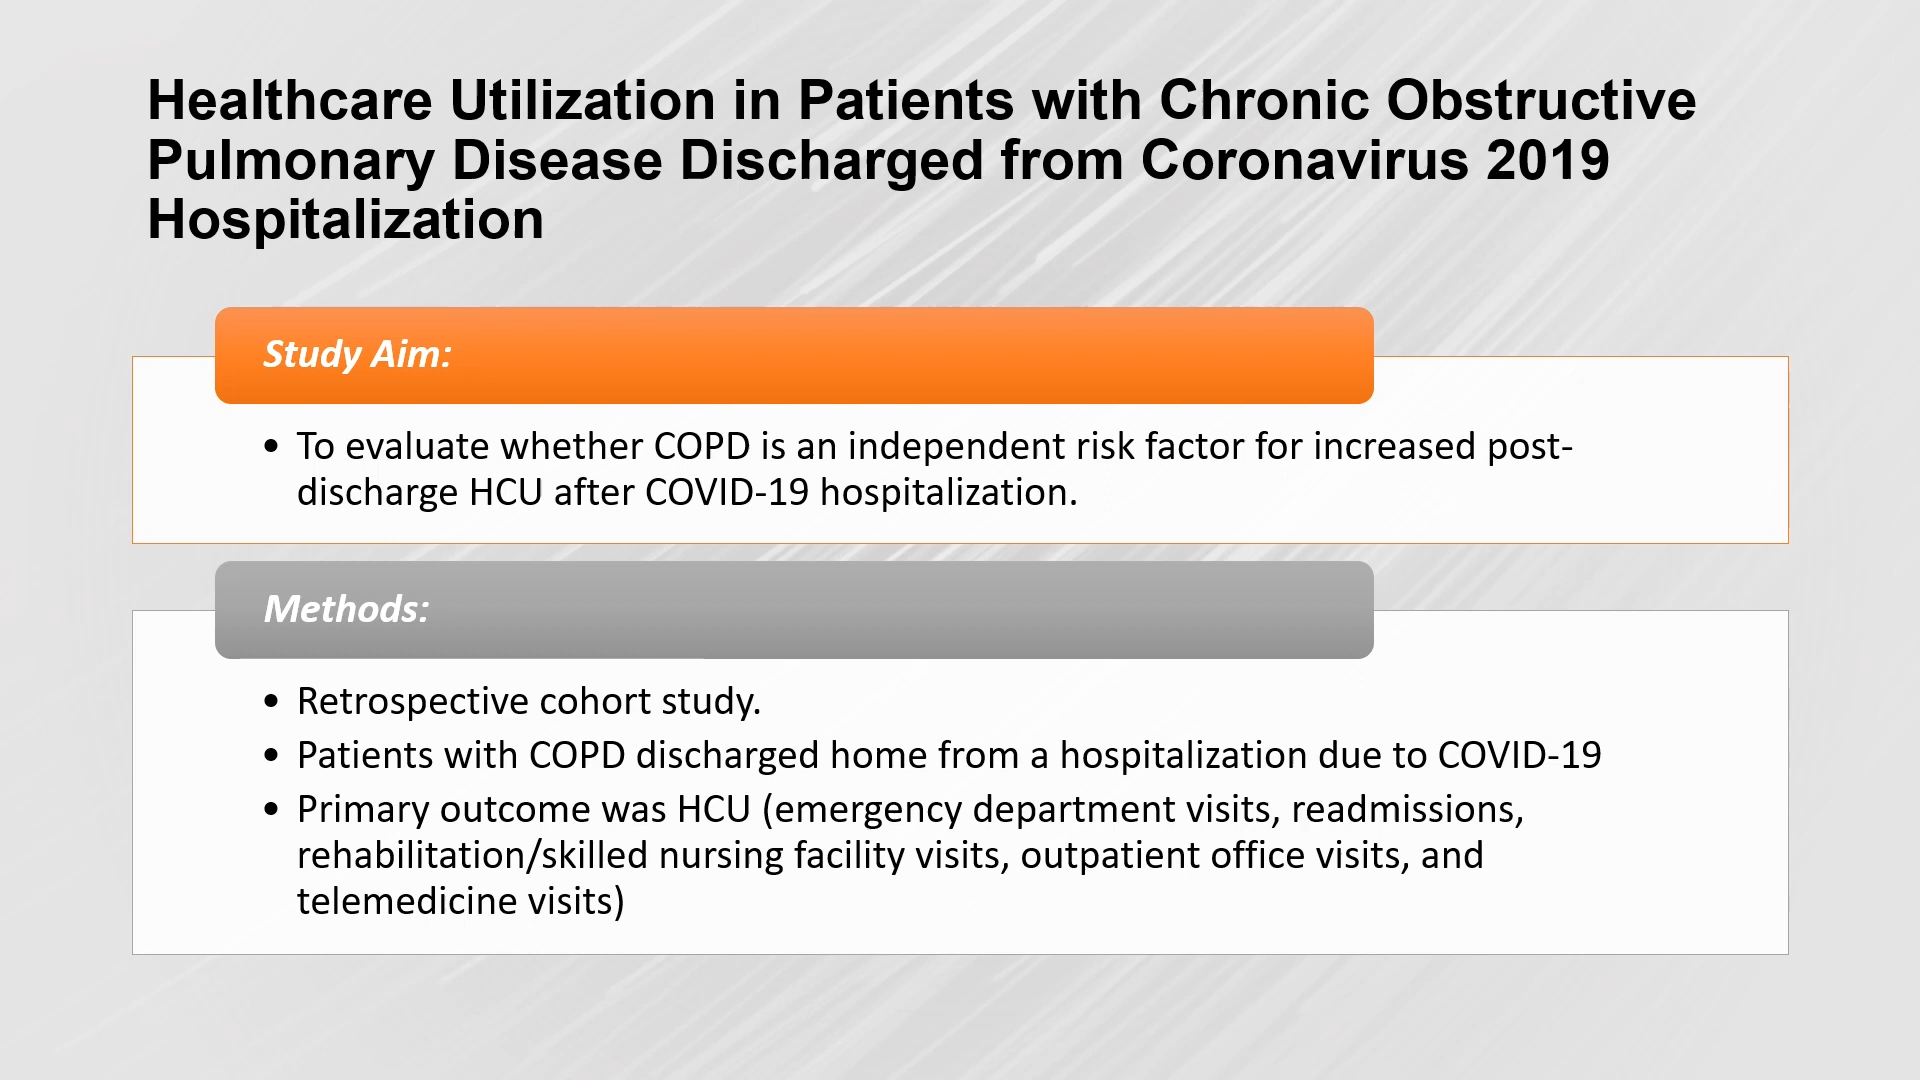 Healthcare Utilization in Patients with Chronic Obstructive
Pulmonary Disease Discharged from Coronavirus 2019
Hospitalization
Study Aim:
• To evaluate whether COPD is an independent risk factor for increased post-
discharge HCU after COVID-19 hospitalization.
Methods:
• Retrospective cohort study.
• Patients with COPD discharged home from a hospitalization due to COVID-19
• Primary outcome was HCU (emergency department visits, readmissions,
rehabilitation/skilled nursing facility visits, outpatient office visits, and
telemedicine visits)